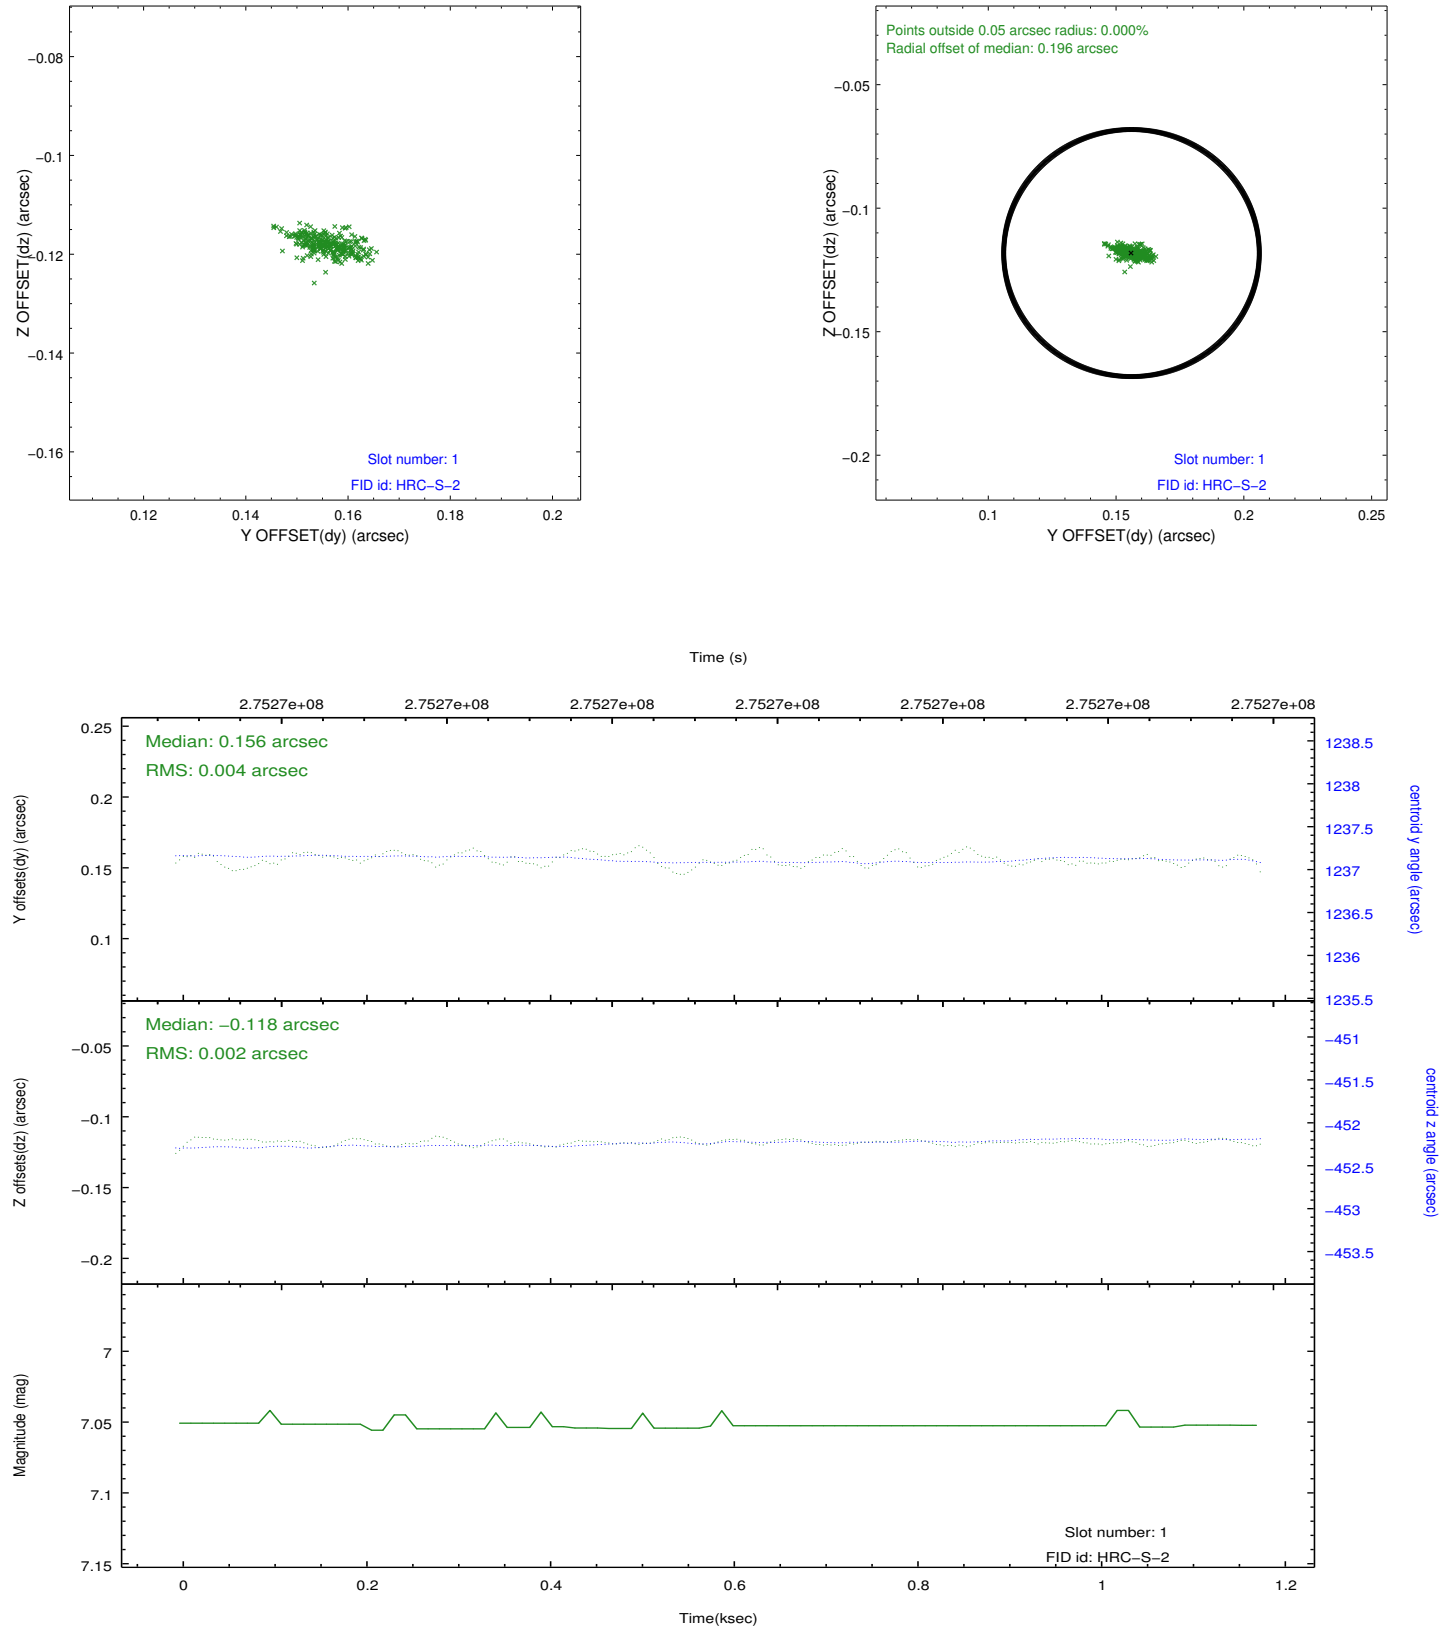 −0.08
−0.1
−0.12
−0.14
−0.16
Z OFFSET(dz) (arcsec)
Slot number: 1
FID id: HRC−S−2
0.12 0.14 0.16 0.18 0.2
Y OFFSET(dy) (arcsec)
Points outside 0.05 arcsec radius: 0.000%
Radial offset of median: 0.196 arcsec
−0.05
−0.1
−0.15
−0.2
Z OFFSET(dz) (arcsec)
Slot number: 1
FID id: HRC−S−2
0.1 0.15 0.2 0.25
Y OFFSET(dy) (arcsec)
Time (s)
2.7527e+08 2.7527e+08 2.7527e+08 2.7527e+08 2.7527e+08 2.7527e+08 2.7527e+08
Median: 0.156 arcsec
RMS: 0.004 arcsec
0.25
0.2
0.15
0.1
Y offsets(dy) (arcsec)
1238.5
1238
1237.5
1237
1236.5
1236
1235.5
centroid y angle (arcsec)
Median: −0.118 arcsec
RMS: 0.002 arcsec
−0.05
−0.1
−0.15
−0.2
Z offsets(dz) (arcsec)
−451
−451.5
−452
−452.5
−453
−453.5
centroid z angle (arcsec)
7
7.05
7.1
7.15
Magnitude (mag)
Slot number: 1
FID id: HRC−S−2
0 0.2 0.4 0.6 0.8 1 1.2
Time(ksec)